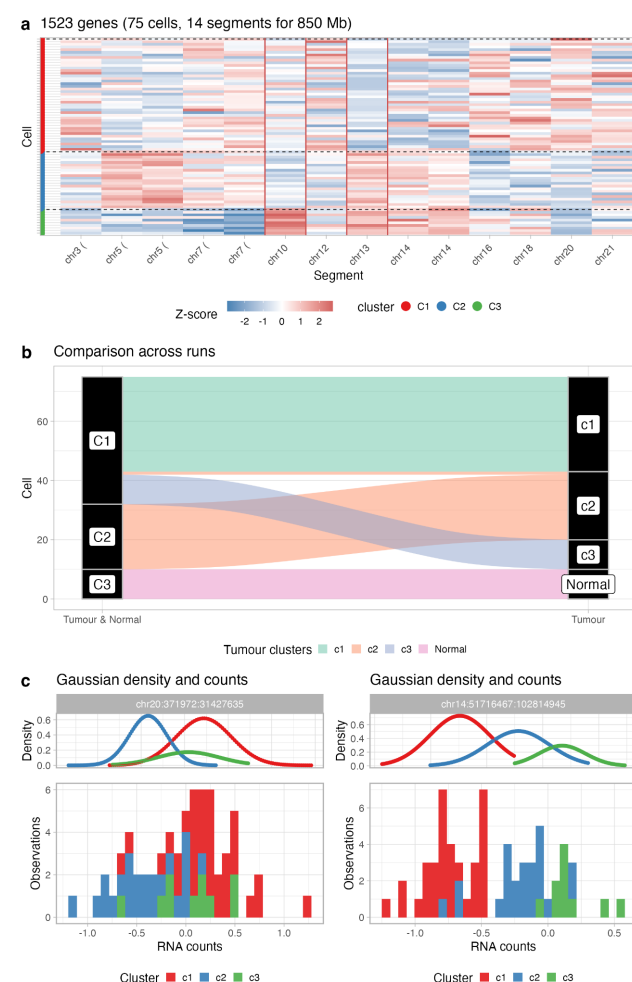 a 1523 genes (75 cells, 14 segments for 850 Mb)
Cell
chr3 ( chr5 ( chr5 ( chr7 ( chr7 ( chr10 chr12 chr13 chr14 chr14 chr16 chr18 chr20 chr21
Segment
Z-score -2 -1 0 1 2 cluster C1 C2 C3
b Comparison across runs
Cell
60
40
20
0
C1
C2
C3
c1
c2
c3
Normal
Tumour & Normal Tumour
Tumour clusters c1 c2 c3 Normal
c Gaussian density and counts
chr20:371972:31427635
Density
0.6
0.4
0.2
0.0
Observations
6
4
2
0
-1.0 -0.5 0.0 0.5 1.0
RNA counts
Cluster c1 c2 c3
Gaussian density and counts
chr14:51716467:102814945
Density
0.6
0.4
0.2
0.0
Observations
6
4
2
0
-1.0 -0.5 0.0 0.5
RNA counts
Cluster c1 c2 c3